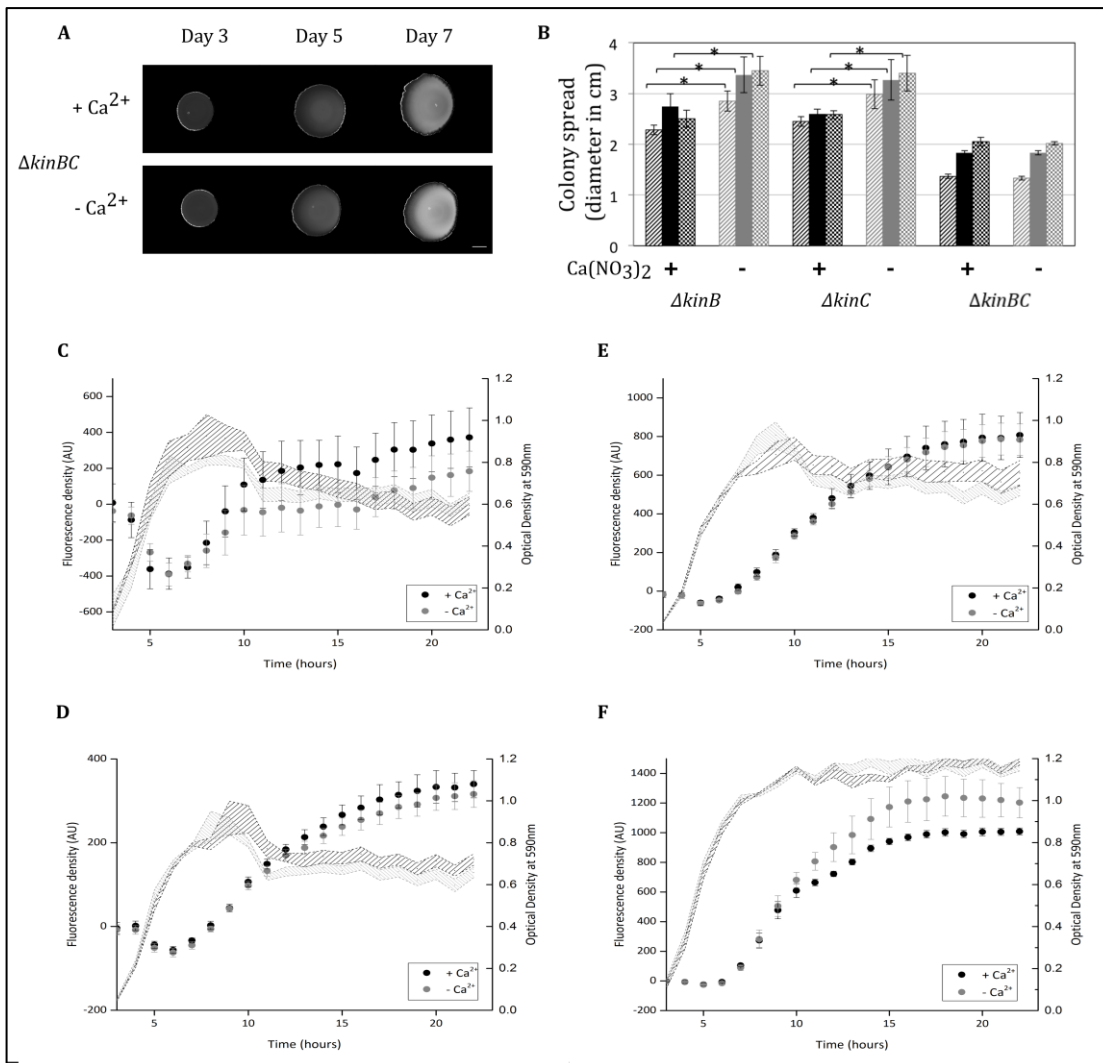 A
Day 3 Day 5 Day 7
+ Ca2+
ΔkinBC
- Ca2+
B
Colony spread
(diameter in cm)
4
3
2
1
0
* * * * * *
Ca(NO3)2 + - + - + -
ΔkinB ΔkinC ΔkinBC
C
Fluorescence density (AU)
600
400
200
0
-200
-400
-600
1.2
1.0
0.8
0.6
0.4
0.2
0.0
Optical Density at 590nm
+ Ca2+
- Ca2+
5 10 15 20
Time (hours)
E
Fluorescence density (AU)
1000
800
600
400
200
0
-200
1.2
1.0
0.8
0.6
0.4
0.2
0.0
Optical Density at 590nm
+ Ca2+
- Ca2+
5 10 15 20
Time (hours)
D
Fluorescence density (AU)
400
200
0
-200
1.2
1.0
0.8
0.6
0.4
0.2
0.0
Optical Density at 590nm
+ Ca2+
- Ca2+
5 10 15 20
Time (hours)
F
Fluorescence density (AU)
1400
1200
1000
800
600
400
200
0
-200
1.2
1.0
0.8
0.6
0.4
0.2
0.0
Optical Density at 590nm
+ Ca2+
- Ca2+
5 10 15 20
Time (hours)